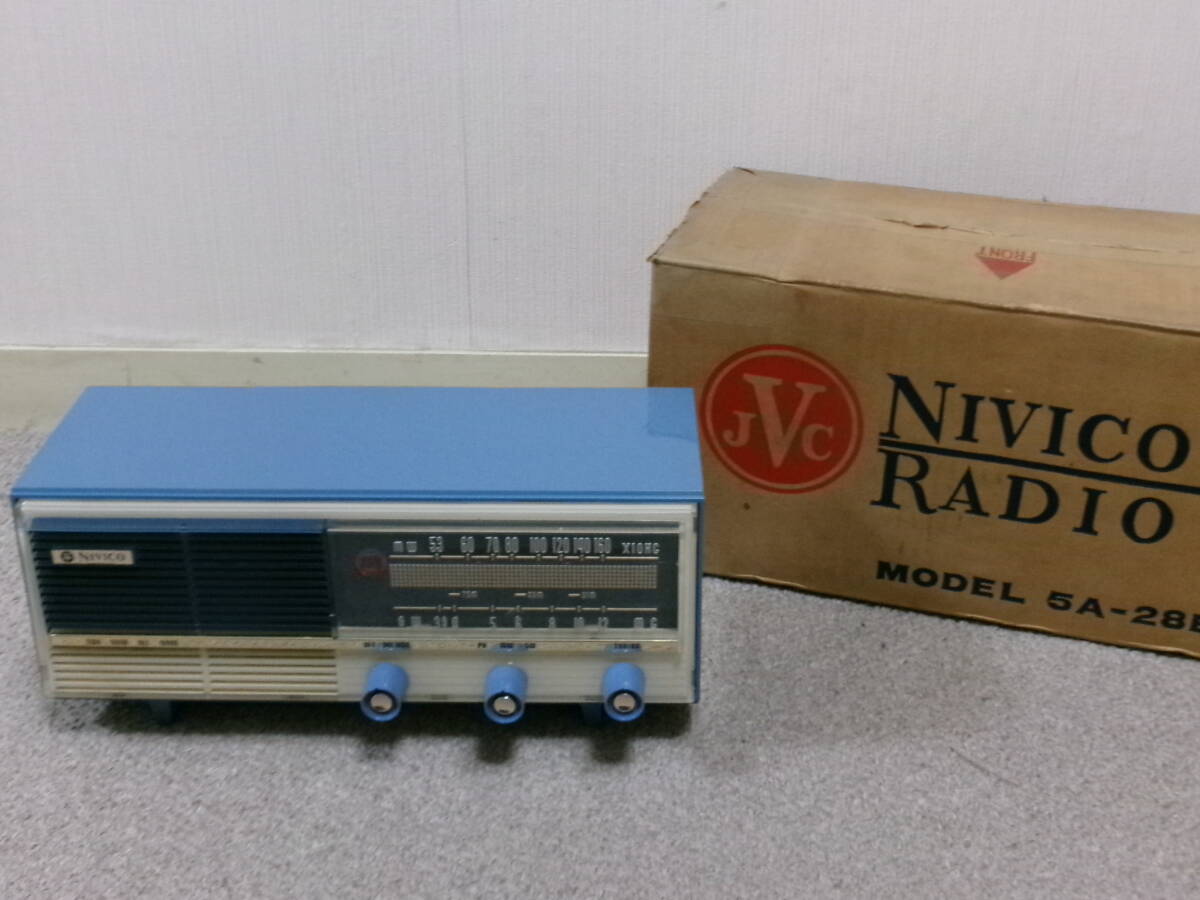 NIVICO
mw 53 60 70 80 100 120 140 160 X10KC
5 6 8 10 12 MC
TUNING
FRONT
JVC
NIVICO
RADIO
MODEL 5A-28